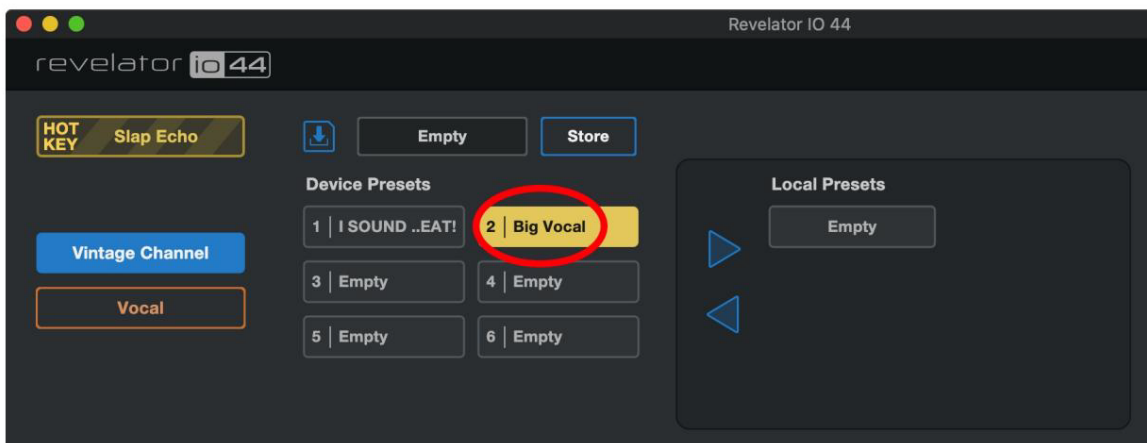 Revelator IO 44
revelator io 44
HOT KEY Slap Echo
Empty
Store
Device Presets
Local Presets
1 | I SOUND ..EAT!
2 | Big Vocal
Empty
Vintage Channel
3 | Empty
4 | Empty
Vocal
5 | Empty
6 | Empty